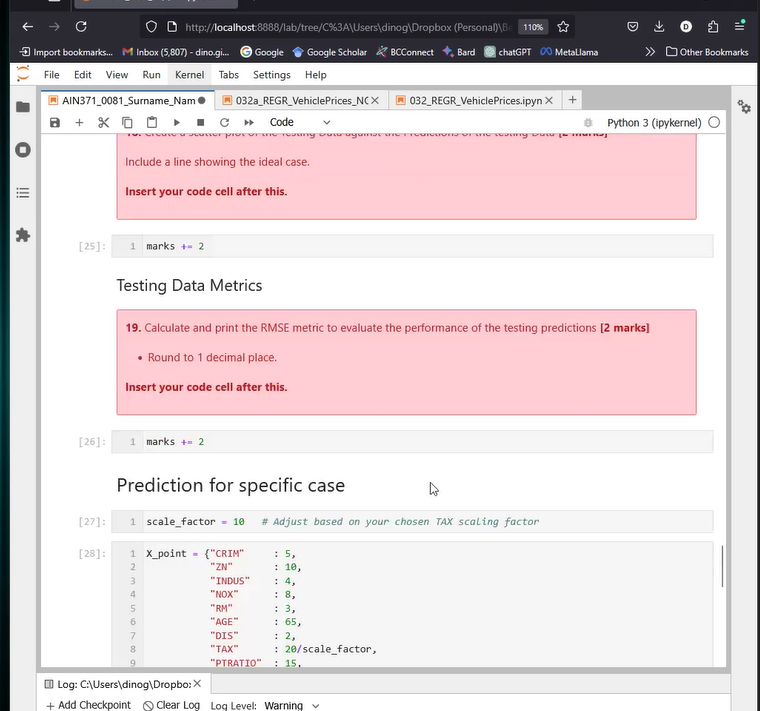 http://localhost:8888/lab/tree/C%3A\Users\dinog\Dropbox (Personal)\B
110%
Import bookmarks...
Inbox (5,807) - dino.gi...
Google
Google Scholar
BCConnect
Bard
chatGPT
MetaLlama
Other Bookmarks
File Edit View Run Kernel Tabs Settings Help
AIN371_0081_Surname_Nam
032a_REGR_VehiclePrices_NC
032_REGR_VehiclePrices.ipyn
Code
Python 3 (ipykernel)
18. Create a scatter plot of the Testing Data against the Predictions of the testing Data [2 marks]
Include a line showing the ideal case.
Insert your code cell after this.
[25]: 1 marks += 2
Testing Data Metrics
19. Calculate and print the RMSE metric to evaluate the performance of the testing predictions [2 marks]
• Round to 1 decimal place.
Insert your code cell after this.
[26]: 1 marks += 2
Prediction for specific case
[27]: 1 scale_factor = 10 # Adjust based on your chosen TAX scaling factor
[28]: 1 X_point = {"CRIM" : 5,
2 "ZN" : 10,
3 "INDUS" : 4,
4 "NOX" : 8,
5 "RM" : 3,
6 "AGE" : 65,
7 "DIS" : 2,
8 "TAX" : 20/scale_factor,
9 "PTRATIO" : 15,
Log: C:\Users\dinog\Dropbo
+ Add Checkpoint Clear Log Log Level: Warning